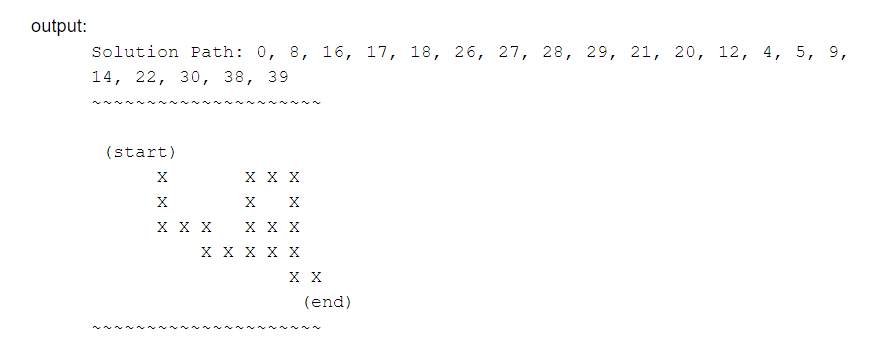 output:
Solution Path: 0, 8, 16, 17, 18, 26, 27, 28, 29, 21, 20, 12, 4, 5, 9,
14, 22, 30, 38, 39
~~~~~~~~~~~~~~~~~~~~~
(start)
X       X X X
X       X   X
X X X   X X X
    X X X X X
            X X
(end)
~~~~~~~~~~~~~~~~~~~~~